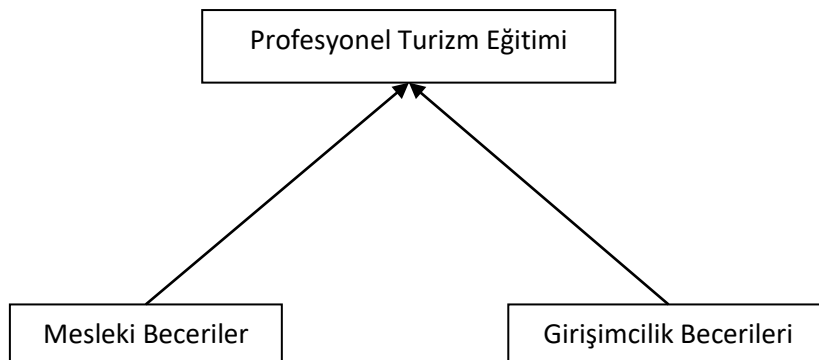 Profesyonel Turizm Eğitimi
Mesleki Beceriler
Girişimcilik Becerileri